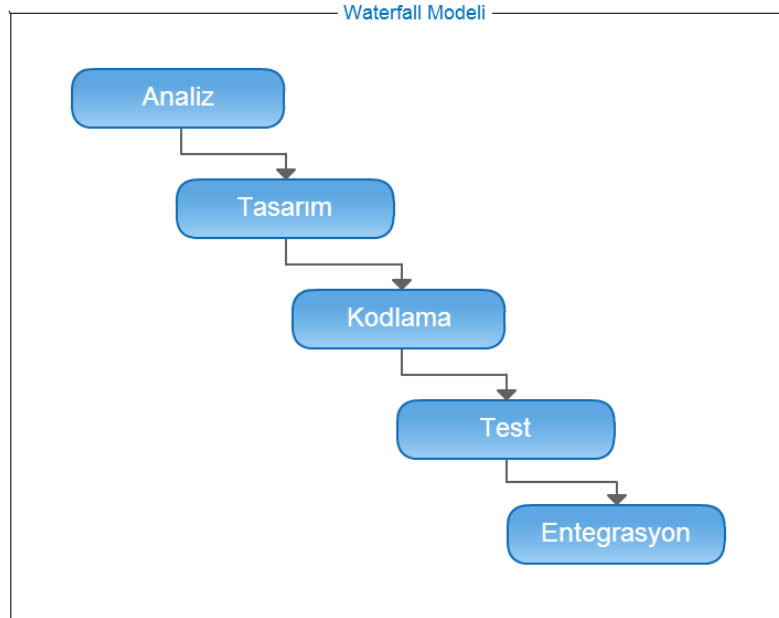 Waterfall Modeli
Analiz
Tasarım
Kodlama
Test
Entegrasyon